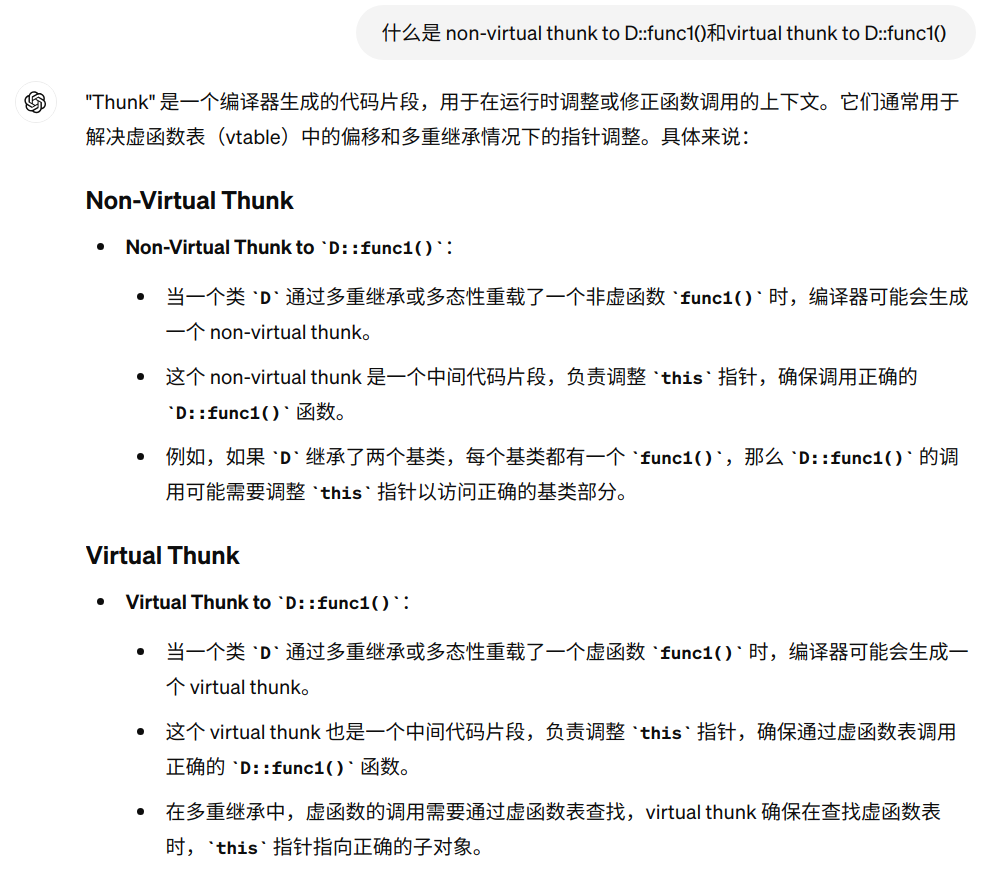 什么是 non-virtual thunk to D::func1()和virtual thunk to D::func1()
"Thunk" 是一个编译器生成的代码片段，用于在运行时调整或修正函数调用的上下文。它们通常用于
解决虚函数表（vtable）中的偏移和多重继承情况下的指针调整。具体来说：
Non-Virtual Thunk
• Non-Virtual Thunk to `D::func1()`：
• 当一个类 `D` 通过多重继承或多态性重载了一个非虚函数 `func1()` 时，编译器可能会生成
一个 non-virtual thunk。
• 这个 non-virtual thunk 是一个中间代码片段，负责调整 `this` 指针，确保调用正确的
`D::func1()` 函数。
• 例如，如果 `D` 继承了两个基类，每个基类都有一个 `func1()`，那么 `D::func1()` 的调
用可能需要调整 `this` 指针以访问正确的基类部分。
Virtual Thunk
• Virtual Thunk to `D::func1()`：
• 当一个类 `D` 通过多重继承或多态性重载了一个虚函数 `func1()` 时，编译器可能会生成一
个 virtual thunk。
• 这个 virtual thunk 也是一个中间代码片段，负责调整 `this` 指针，确保通过虚函数表调用
正确的 `D::func1()` 函数。
• 在多重继承中，虚函数的调用需要通过虚函数表查找，virtual thunk 确保在查找虚函数表
时，`this` 指针指向正确的子对象。